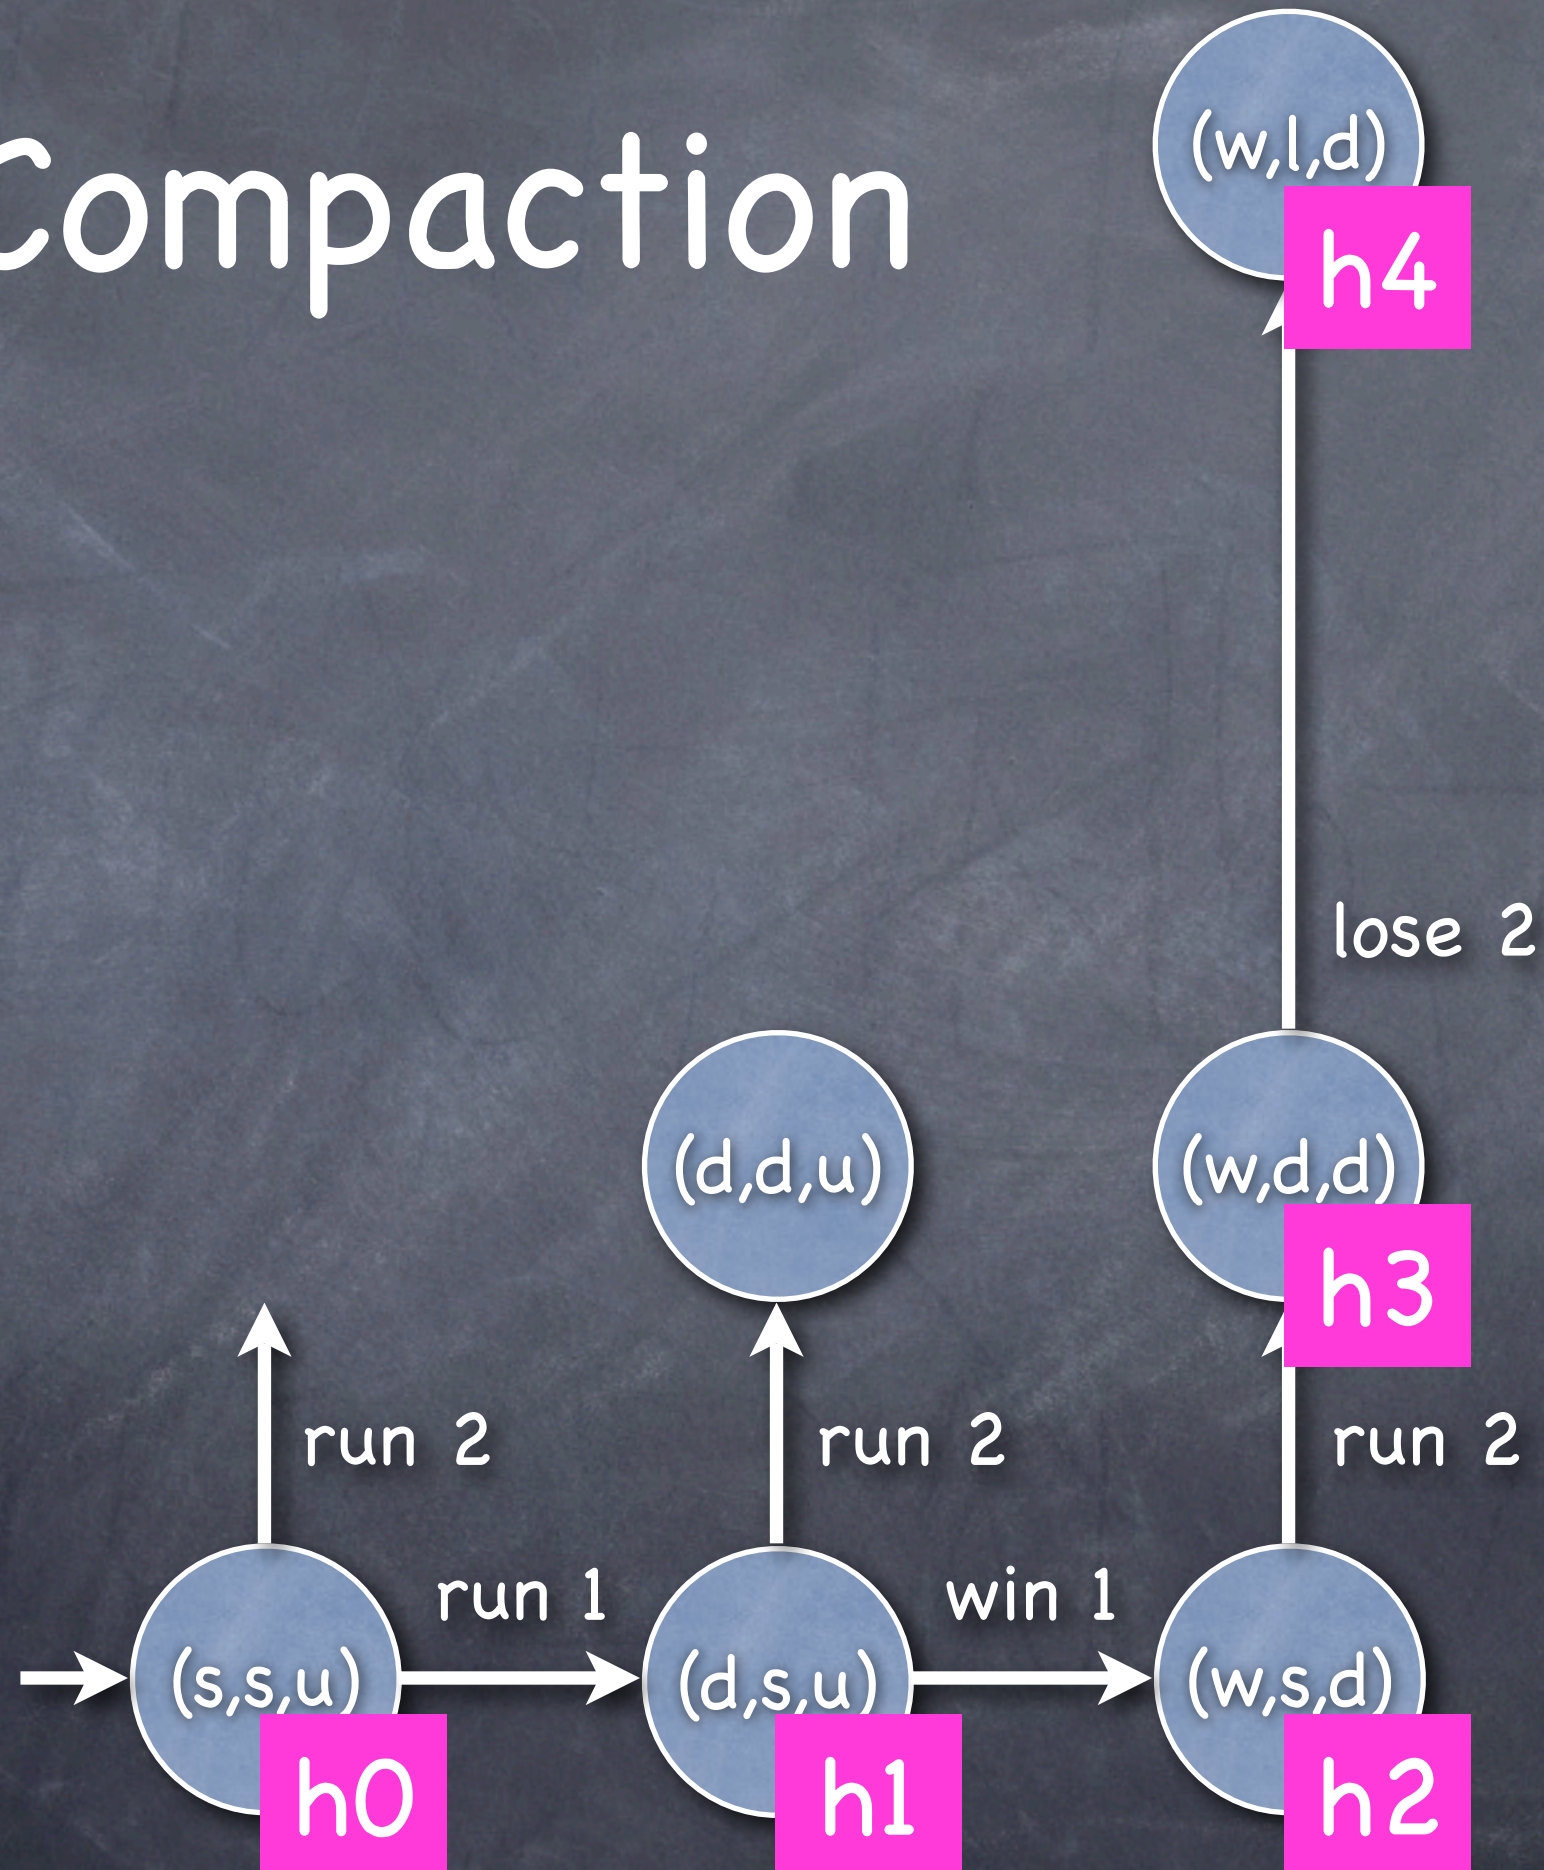 (w,l,d)
Compaction
h4
lose 2
(d,d,u)
(w,d,d)
h3
run 2
run 2
run 2
run 1
win 1
(s,s,u)
(d,s,u)
(w,s,d)
h0
h1
h2